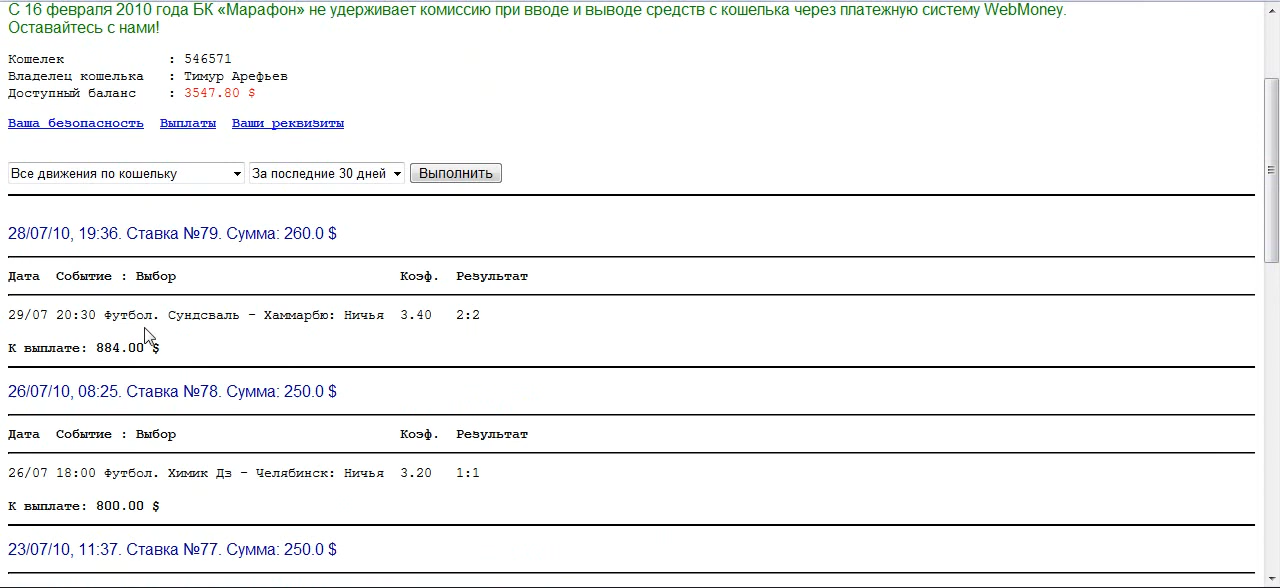 С 16 февраля 2010 года БК «Марафон» не удерживает комиссию при вводе и выводе средств с кошелька через платежную систему WebMoney.
Оставайтесь с нами!
Кошелек : 546571
Владелец кошелька : Тимур Арефьев
Доступный баланс : 3547.80 $
Ваша безопасность Выплаты Ваши реквизиты
Все движения по кошельку За последние 30 дней Выполнить
28/07/10, 19:36. Ставка №79. Сумма: 260.0 $
Дата Событие : Выбор Коэф. Результат
29/07 20:30 Футбол. Сундсваль - Хаммарбю: Ничья 3.40 2:2
К выплате: 884.00 $
26/07/10, 08:25. Ставка №78. Сумма: 250.0 $
Дата Событие : Выбор Коэф. Результат
26/07 18:00 Футбол. Химик Дз - Челябинск: Ничья 3.20 1:1
К выплате: 800.00 $
23/07/10, 11:37. Ставка №77. Сумма: 250.0 $